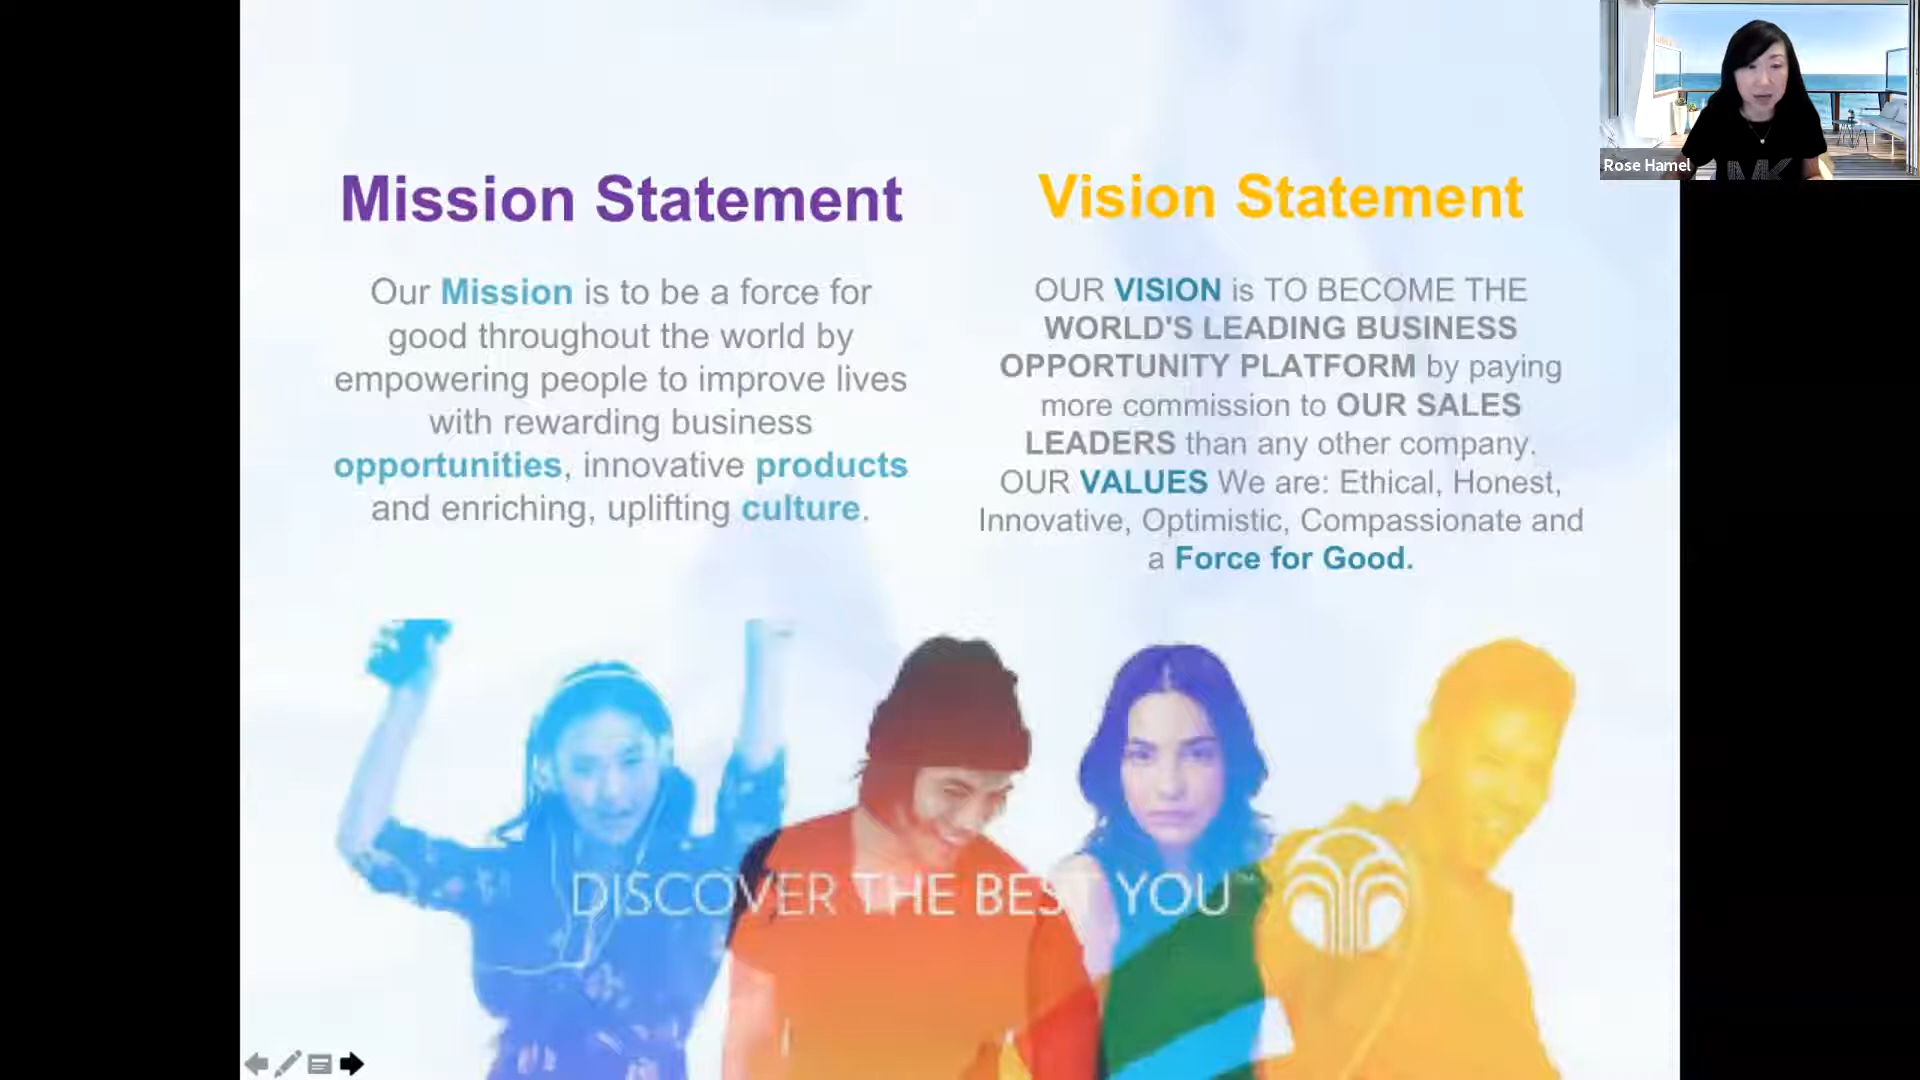 Mission Statement
Our Mission is to be a force for
good throughout the world by
empowering people to improve lives
with rewarding business
opportunities, innovative products
and enriching, uplifting culture.
Vision Statement
OUR VISION is TO BECOME THE
WORLD'S LEADING BUSINESS
OPPORTUNITY PLATFORM by paying
more commission to OUR SALES
LEADERS than any other company.
OUR VALUES We are: Ethical, Honest,
Innovative, Optimistic, Compassionate and
a Force for Good.
DISCOVER THE BEST YOU™
Rose Hamel
MK